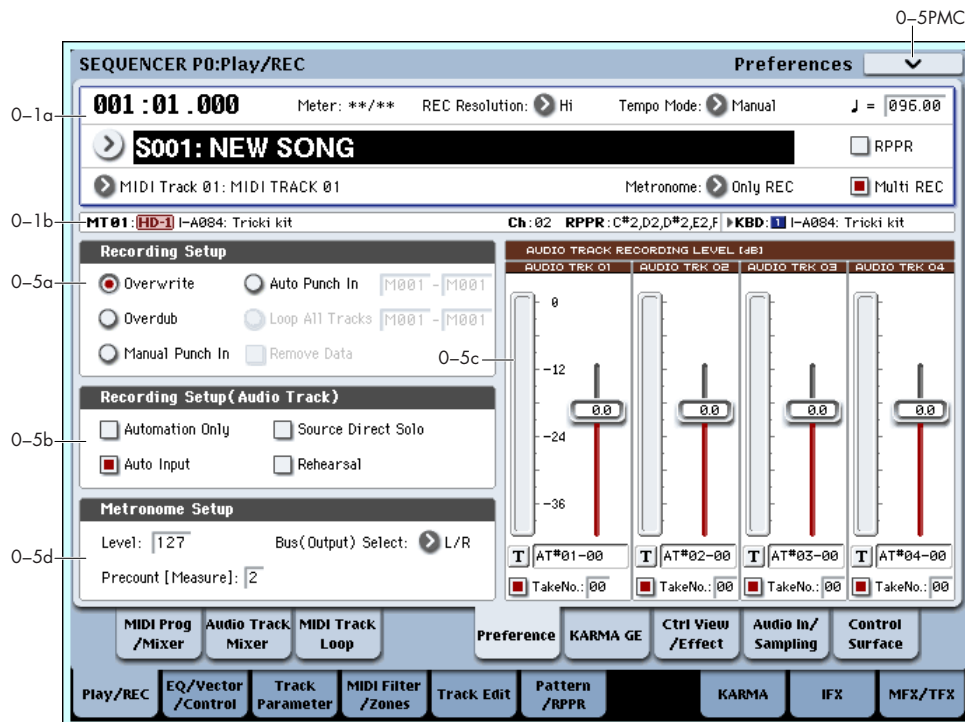 0–5PMC
SEQUENCER P0:Play/REC Preferences
0–1a
001:01.000 Meter: **/** REC Resolution: Hi Tempo Mode: Manual ♩ = 096.00
S001: NEW SONG RPPR
MIDI Track 01: MIDI TRACK 01 Metronome: Only REC Multi REC
0–1b
MT01: HD-1 I-A084: Tricki kit Ch:02 RPPR:C#2,D2,D#2,E2,F KBD: 1 I-A084: Tricki kit
Recording Setup
0–5a
Overwrite Auto Punch In M001 - M001
Overdub Loop All Tracks M001 - M001
Manual Punch In Remove Data
Recording Setup(Audio Track)
0–5b
Automation Only Source Direct Solo
Auto Input Rehearsal
Metronome Setup
0–5d
Level: 127 Bus(Output) Select: L/R
Precount [Measure]: 2
AUDIO TRACK RECORDING LEVEL [dB]
AUDIO TRK 01 AUDIO TRK 02 AUDIO TRK 03 AUDIO TRK 04
0–5c
0
-12
-24
-36
0.0 0.0 0.0 0.0
T AT#01-00 T AT#02-00 T AT#03-00 T AT#04-00
TakeNo.: 00 TakeNo.: 00 TakeNo.: 00 TakeNo.: 00
MIDI Prog /Mixer Audio Track Mixer MIDI Track Loop Preference KARMA GE Ctrl View /Effect Audio In/ Sampling Control Surface
Play/REC EQ/Vector /Control Track Parameter MIDI Filter /Zones Track Edit Pattern /RPPR KARMA IFX MFX/TFX